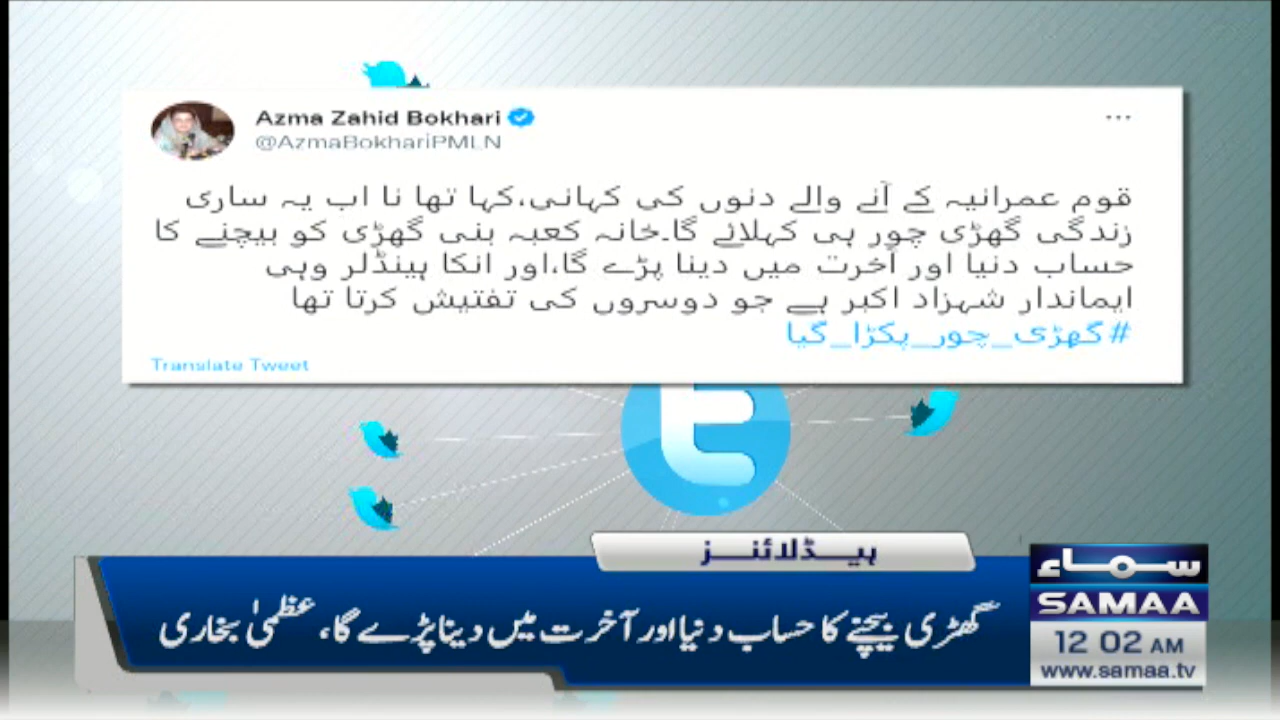 Azma Zahid Bokhari
@AzmaBokhariPMLN
قوم عمرانیہ کے آنے والے دنوں کی کہانی،کہا تھا نا اب یہ ساری
زندگی گھڑی چور ہی کہلائے گا۔خانہ کعبہ بنی گھڑی کو بیچنے کا
حساب دنیا اور آخرت میں دینا پڑے گا،اور انکا ہینڈلر وہی
ایماندار شہزاد اکبر ہے جو دوسروں کی تفتیش کرتا تھا
#گھڑی_چور_پکڑا_گیا
Translate Tweet
ہیڈلائنز
گھڑی بیچنے کا حساب دنیا اور آخرت میں دینا پڑے گا، عظمیٰ بخاری
سماء
SAMAA
12 02 AM
www.samaa.tv